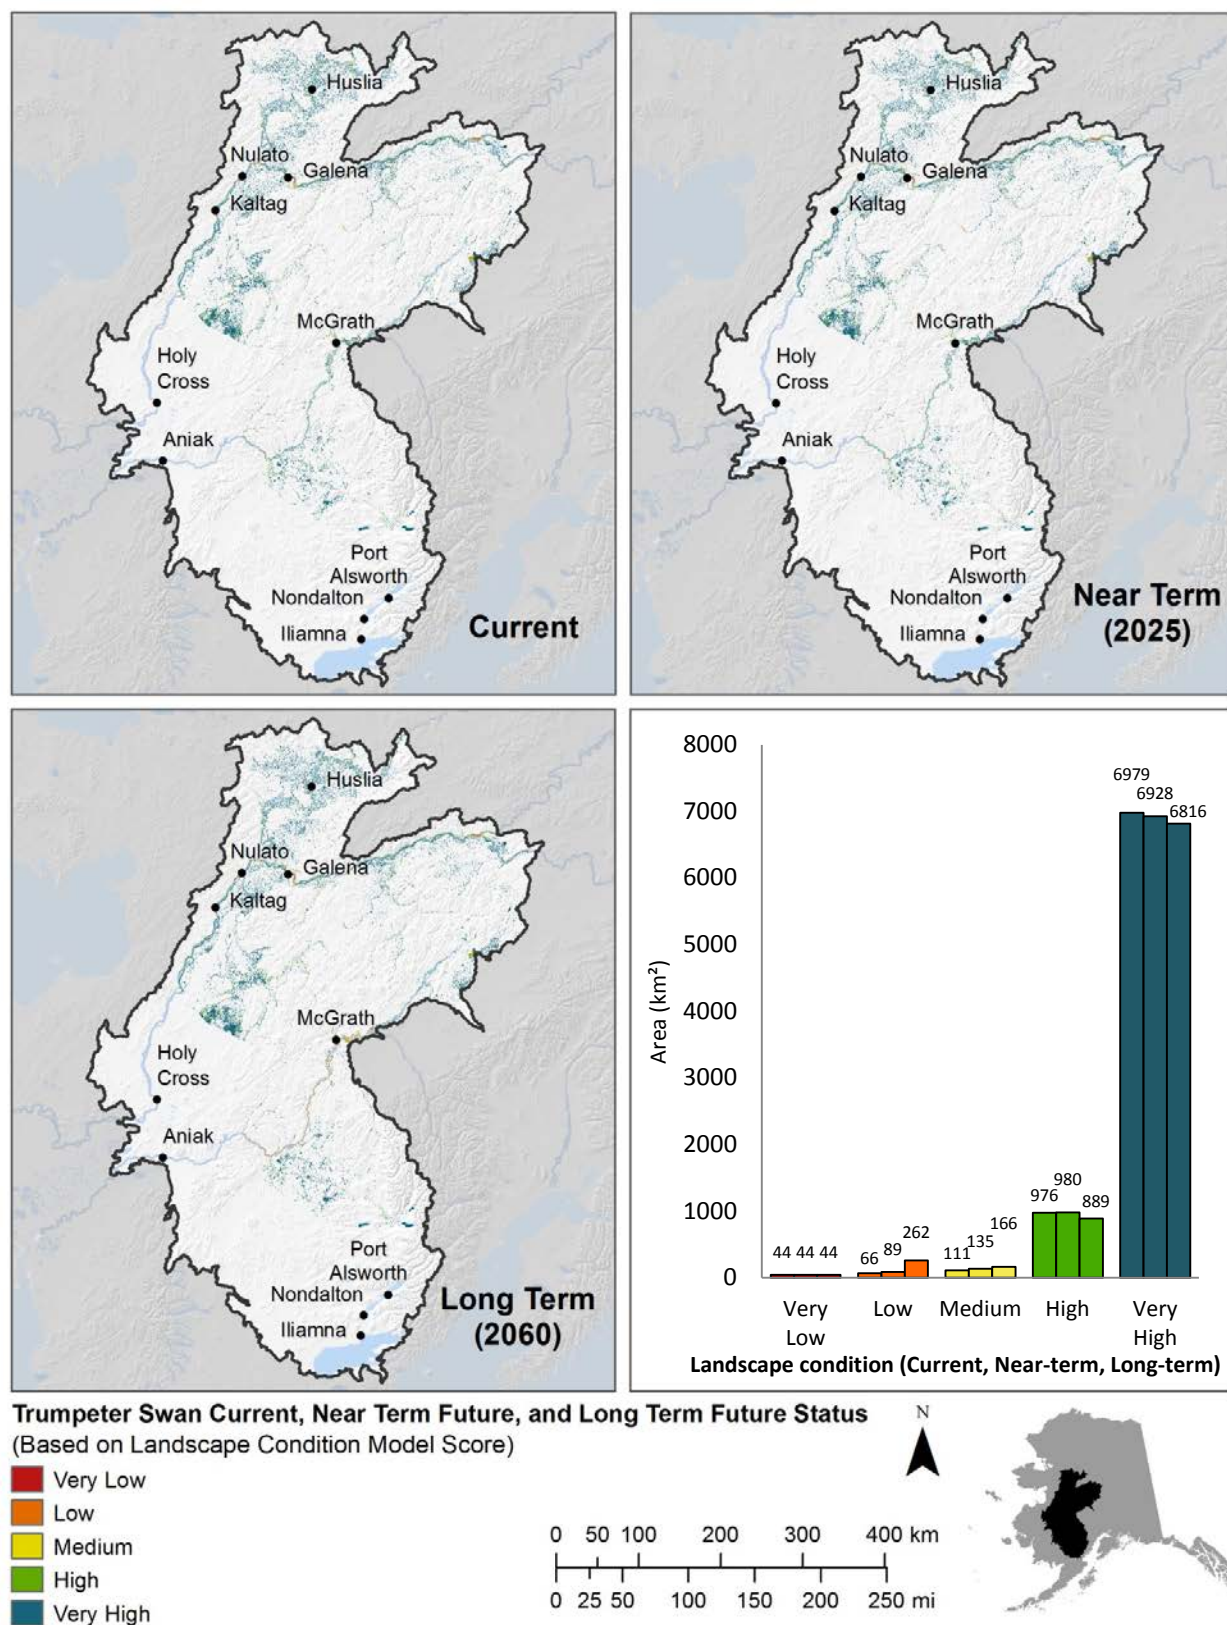 Huslia
Nulato
Galena
Kaltag
McGrath
Holy
Cross
Aniak
Port
Alsworth
Nondalton
Iliamna
Current
Huslia
Nulato
Galena
Kaltag
McGrath
Holy
Cross
Aniak
Port
Alsworth
Nondalton
Iliamna
Near Term
(2025)
Huslia
Nulato
Galena
Kaltag
McGrath
Holy
Cross
Aniak
Port
Alsworth
Nondalton
Iliamna
Long Term
(2060)
8000
7000
6000
5000
4000
3000
2000
1000
0
Area (km²)
44 44 44
66 89 262
111 135 166
976 980 889
6979 6928 6816
Very
Low
Low
Medium
High
Very
High
Landscape condition (Current, Near-term, Long-term)
Trumpeter Swan Current, Near Term Future, and Long Term Future Status
(Based on Landscape Condition Model Score)
Very Low
Low
Medium
High
Very High
0 50 100 200 300 400 km
0 25 50 100 150 200 250 mi
N